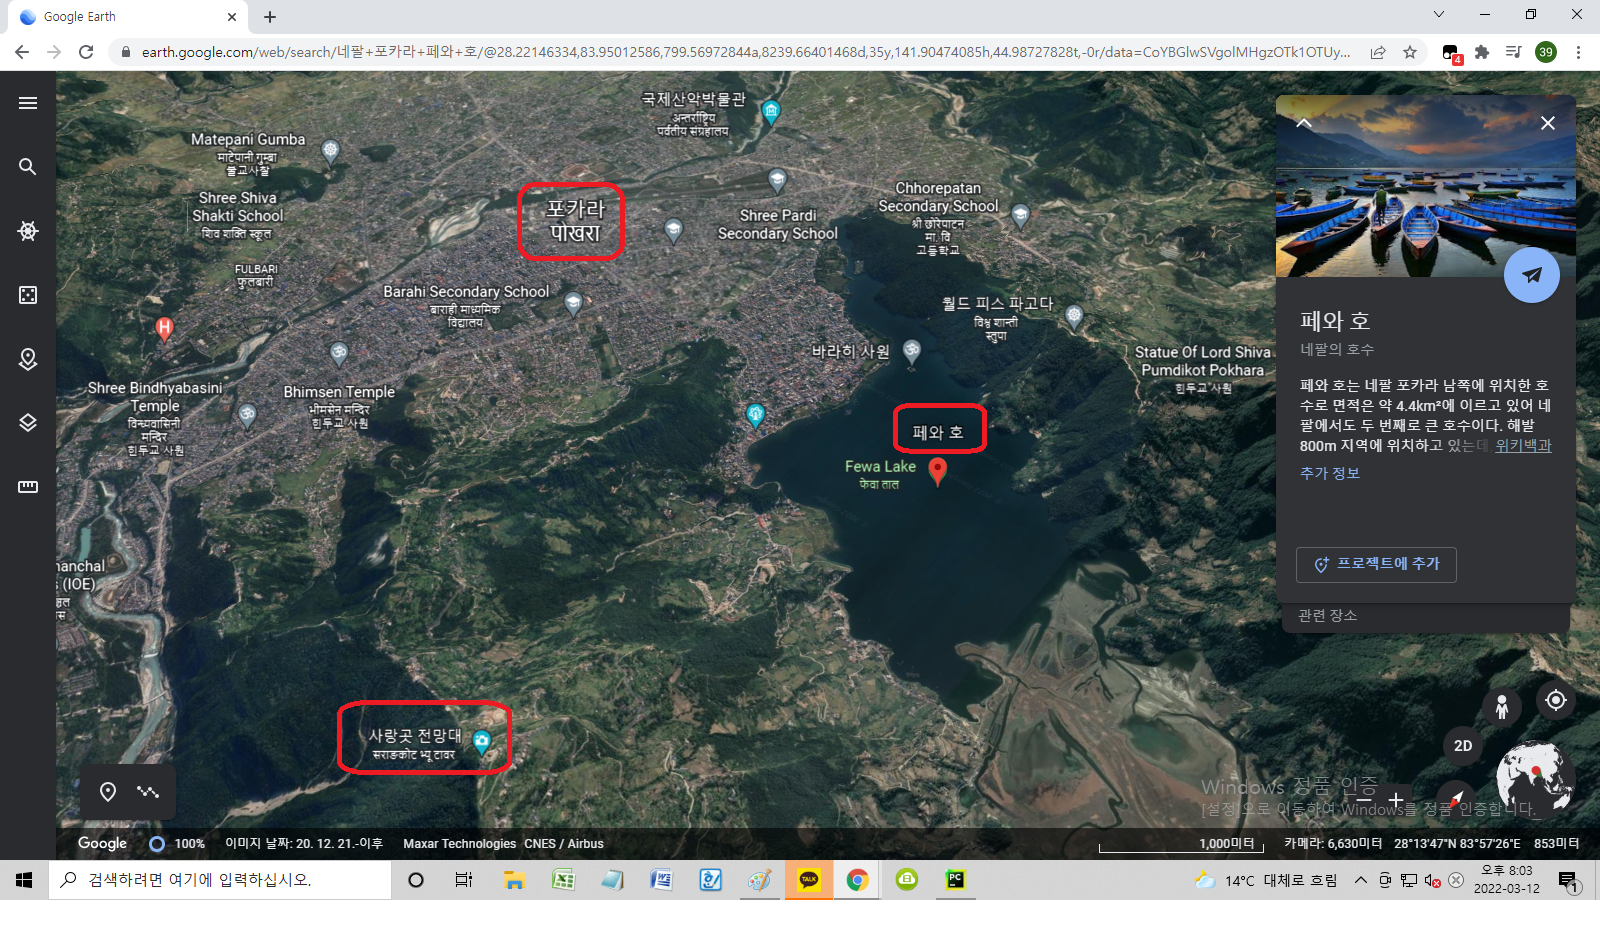 Google Earth
earth.google.com/web/search/네팔+포카라+페와+호/@28.22146334,83.95012586,799.56972844a,8239.66401468d,35y,141.90474085h,44.98727828t,-0r/data=CoYBGlwSVgolMHgzOTk1OTUy...
4
39
국제산악박물관
अन्तर्राष्ट्रिय
पर्वतीय संग्रहालय
Matepani Gumba
माटेपानी गुम्बा
불교사찰
Shree Shiva
Shakti School
शिव शक्ति स्कूल
포카라
पोखरा
Shree Pardi
Secondary School
Chhorepatan
Secondary School
श्री छोरेपाटन
मा. वि
고등학교
FULBARI
फुलबारी
Barahi Secondary School
बाराही माध्यमिक
विद्यालय
월드 피스 파고다
विश्व शान्ती
स्तुपा
바라히 사원
Statue Of Lord Shiva
Pumdikot Pokhara
힌두교 사원
H
Shree Bindhyabasini
Temple
विन्ध्यवासिनी
मन्दिर
힌두교 사원
Bhimsen Temple
भीमसेन मन्दिर
힌두교 사원
페와 호
Fewa Lake
फेवा ताल
(IOE)
사랑곳 전망대
सराङकोट भ्यू टावर
페와 호
네팔의 호수
페와 호는 네팔 포카라 남쪽에 위치한 호
수로 면적은 약 4.4km²에 이르고 있어 네
팔에서도 두 번째로 큰 호수이다. 해발
800m 지역에 위치하고 있는데, 위키백과
추가 정보
프로젝트에 추가
관련 장소
2D
Windows 정품 인증
[설정]으로 이동하여 Windows를 정품 인증합니다.
Google
100%
이미지 날짜: 20. 12. 21.-이후
Maxar Technologies
CNES / Airbus
1,000미터
카메라: 6,630미터
28°13'47"N 83°57'26"E
853미터
검색하려면 여기에 입력하십시오.
TALK
PC
14°C 대체로 흐림
오후 8:03
2022-03-12
1